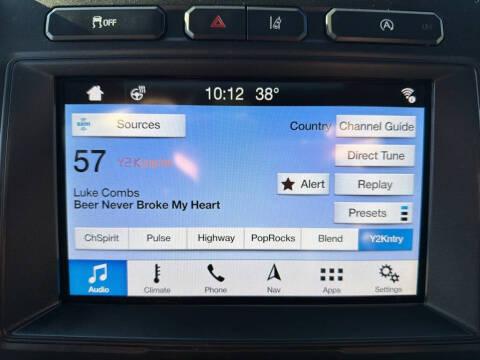 OFF
10:12 38°
Sources
Country
Channel Guide
57
Y2Kountry
Direct Tune
Alert
Replay
Luke Combs
Beer Never Broke My Heart
Presets
ChSpirit
Pulse
Highway
PopRocks
Blend
Y2Kntry
Audio
Climate
Phone
Nav
Apps
Settings